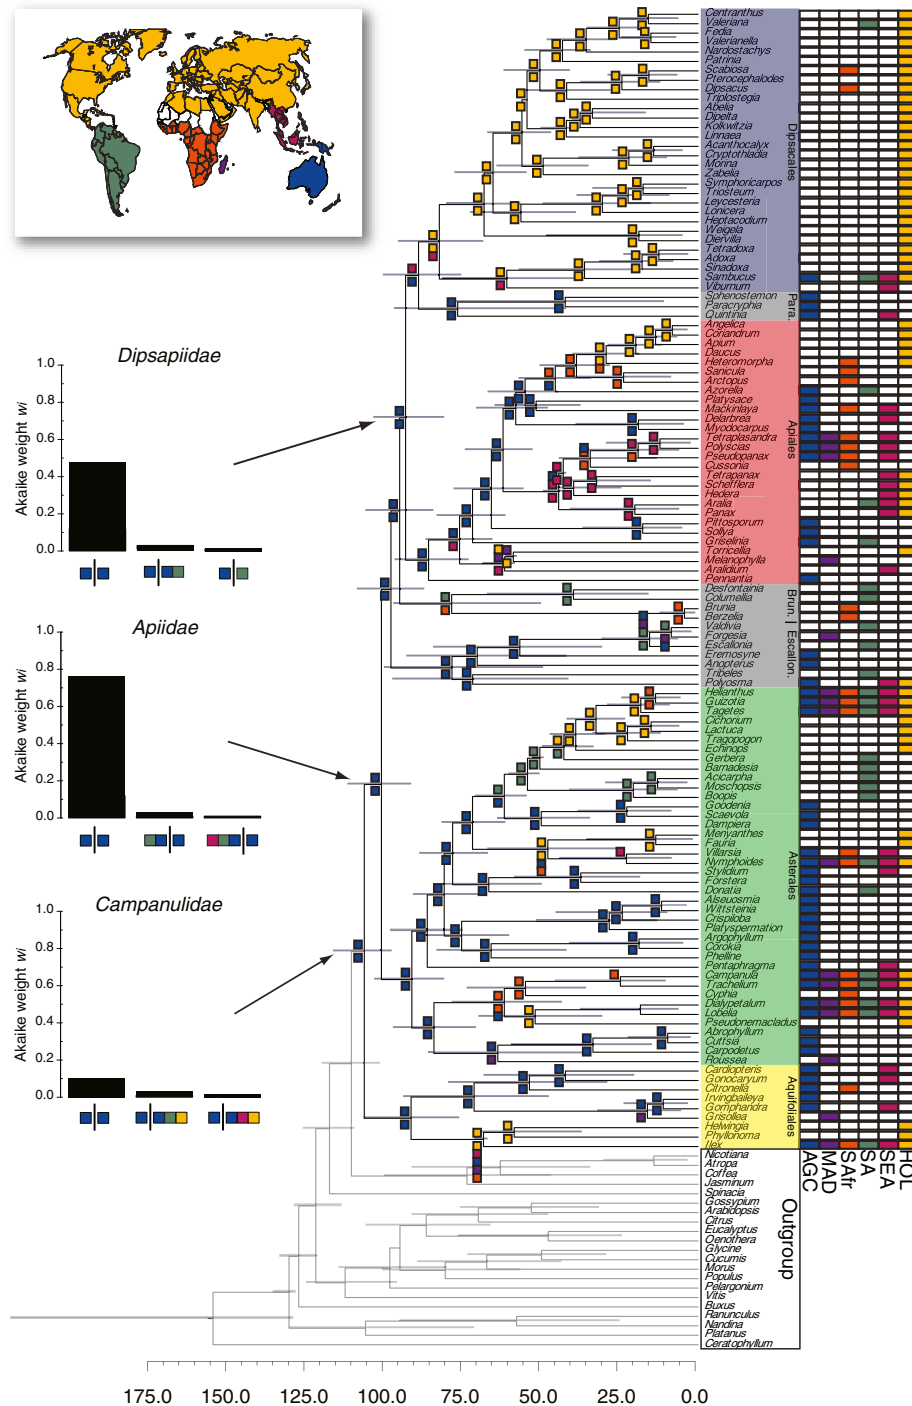 Dipsapiidae
Akaike weight wi
1.0
0.8
0.6
0.4
0.2
0.0
Apiidae
Akaike weight wi
1.0
0.8
0.6
0.4
0.2
0.0
Campanulidae
Akaike weight wi
1.0
0.8
0.6
0.4
0.2
0.0
Centranthus
Valeriana
Fedia
Valerianella
Nardostachys
Patrinia
Scabiosa
Pterocephalodes
Dipsacus
Triplostegia
Abelia
Dipelta
Kolkwitzia
Linnaea
Acanthocalyx
Cryptothladia
Morina
Zabelia
Symphoricarpos
Triosteum
Leycesteria
Lonicera
Heptacodium
Weigela
Diervilla
Tetradoxa
Adoxa
Sinadoxa
Sambucus
Viburnum
Sphenostemon
Paracryphia
Quintinia
Angelica
Coriandrum
Apium
Daucus
Heteromorpha
Sanicula
Arctopus
Azorella
Platysace
Mackinlaya
Delarbrea
Myodocarpus
Tetraplasandra
Polyscias
Pseudopanax
Cussonia
Tetrapanax
Schefflera
Hedera
Aralia
Panax
Pittosporum
Sollya
Griselinia
Torricellia
Melanophylla
Aralidium
Pennantia
Desfontainia
Columellia
Brunia
Berzelia
Valdivia
Forgesia
Escallonia
Eremosyne
Anopterus
Tribeles
Polyosma
Helianthus
Guizotia
Tagetes
Cichorium
Lactuca
Tragopogon
Echinops
Gerbera
Barnadesia
Acicarpha
Moschopsis
Boopis
Goodenia
Scaevola
Dampiera
Menyanthes
Fauria
Villarsia
Nymphoides
Stylidium
Forstera
Donatia
Alseuosmia
Wittsteinia
Crispiloba
Platyspermation
Argophyllum
Corokia
Phelline
Pentaphragma
Campanula
Trachelium
Cyphia
Dialypetalum
Lobelia
Pseudonemacladus
Abrophyllum
Cuttsia
Carpodetus
Roussea
Cardiopteris
Gonocaryum
Citronella
Irvingbaileya
Gomphandra
Grisollea
Helwingia
Phyllonoma
Ilex
Nicotiana
Atropa
Coffea
Jasminum
Spinacia
Gossypium
Arabidopsis
Citrus
Eucalyptus
Oenothera
Glycine
Cucumis
Morus
Populus
Pelargonium
Vitis
Buxus
Ranunculus
Nandina
Platanus
Ceratophyllum
Dipsacales
Para.
Apiales
Brun. | Escallon.
Asterales
Aquifoliales
Outgroup
AGC
MAD
SAfr
SA
SEA
HOL
175.0 150.0 125.0 100.0 75.0 50.0 25.0 0.0